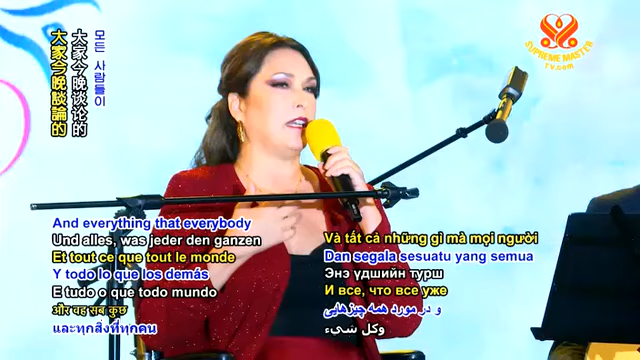 모든 사람들이
大家今晚谈论的
大家今晚談論的
SUPREME MASTER
TV.com
And everything that everybody
Und alles, was jeder den ganzen
Et tout ce que tout le monde
Y todo lo que los demás
E tudo o que todo mundo
और वह सब कुछ
และทุกสิ่งที่ทุกคน
Và tất cả những gì mà mọi người
Dan segala sesuatu yang semua
Энэ үдшийн турш
И все, что все уже
و در مورد همه چیزهایی
وكل شيء